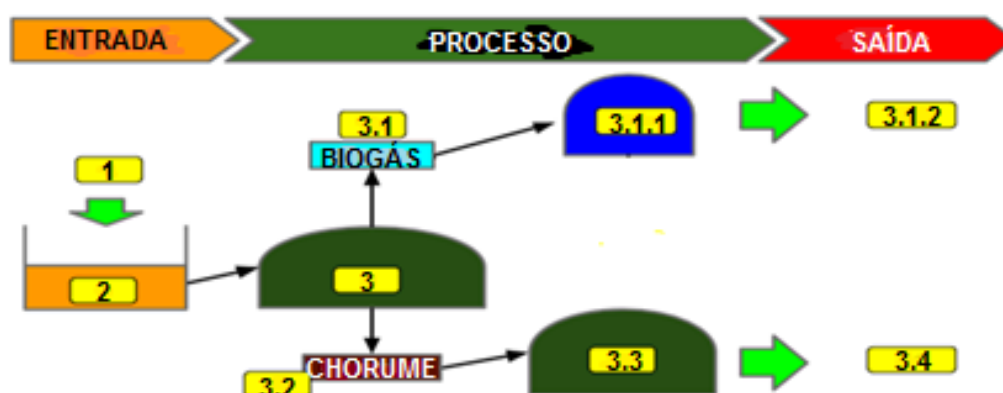 ENTRADA PROCESSO SAÍDA
3.1 3.1.1 3.1.2
BIOGÁS
1
2 3
CHORUME 3.3 3.4
3.2